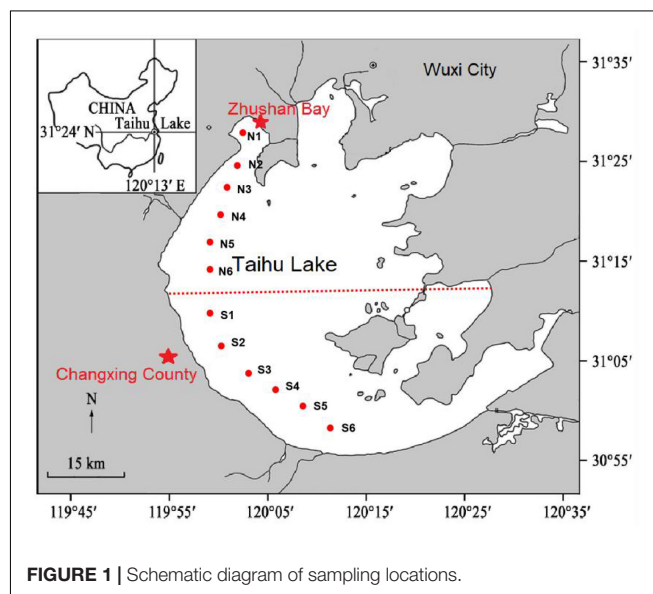 CHINA
31°24′ N Taihu Lake
120°13′ E
Wuxi City
Zhushan Bay
N1
N2
N3
N4
N5
N6
Taihu Lake
S1
S2
S3
S4
S5
S6
Changxing County
N
15 km
31°35′
31°25′
31°15′
31°05′
30°55′
119°45′ 119°55′ 120°05′ 120°15′ 120°25′ 120°35′
FIGURE 1 | Schematic diagram of sampling locations.